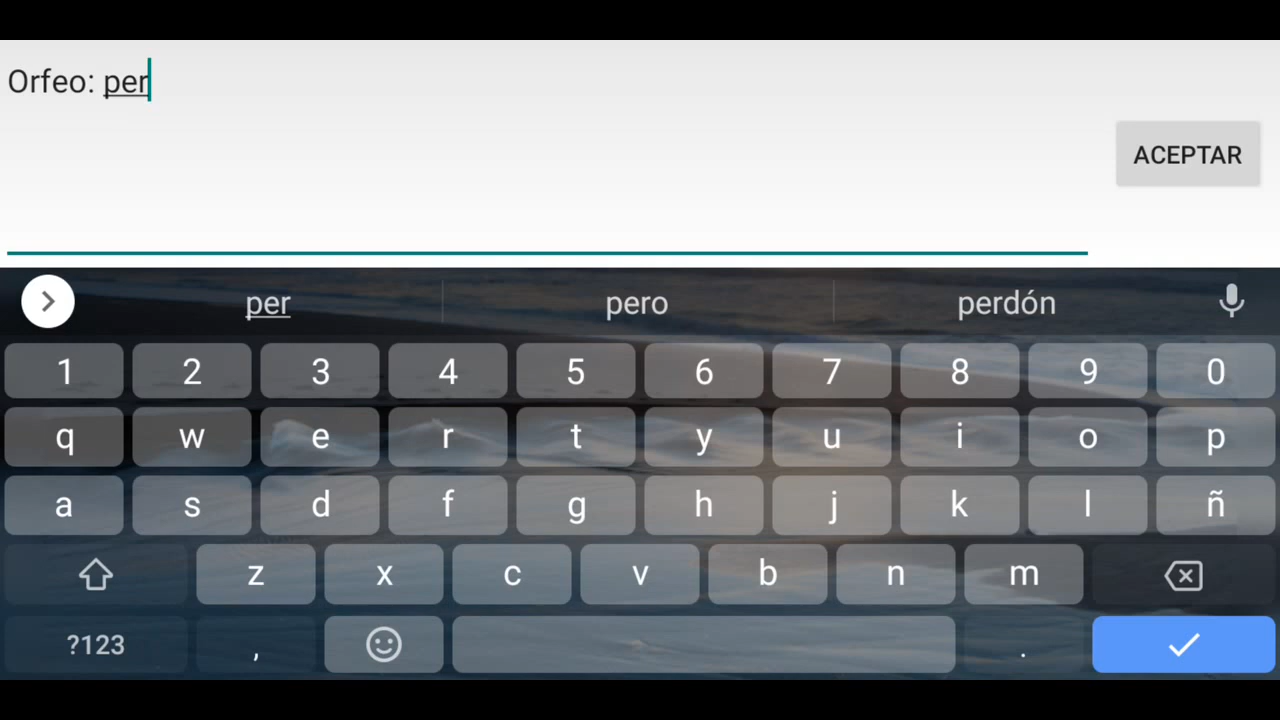 Orfeo: per
ACEPTAR
per pero perdón
1 2 3 4 5 6 7 8 9 0
q w e r t y u i o p
a s d f g h j k l ñ
z x c v b n m
?123 , .